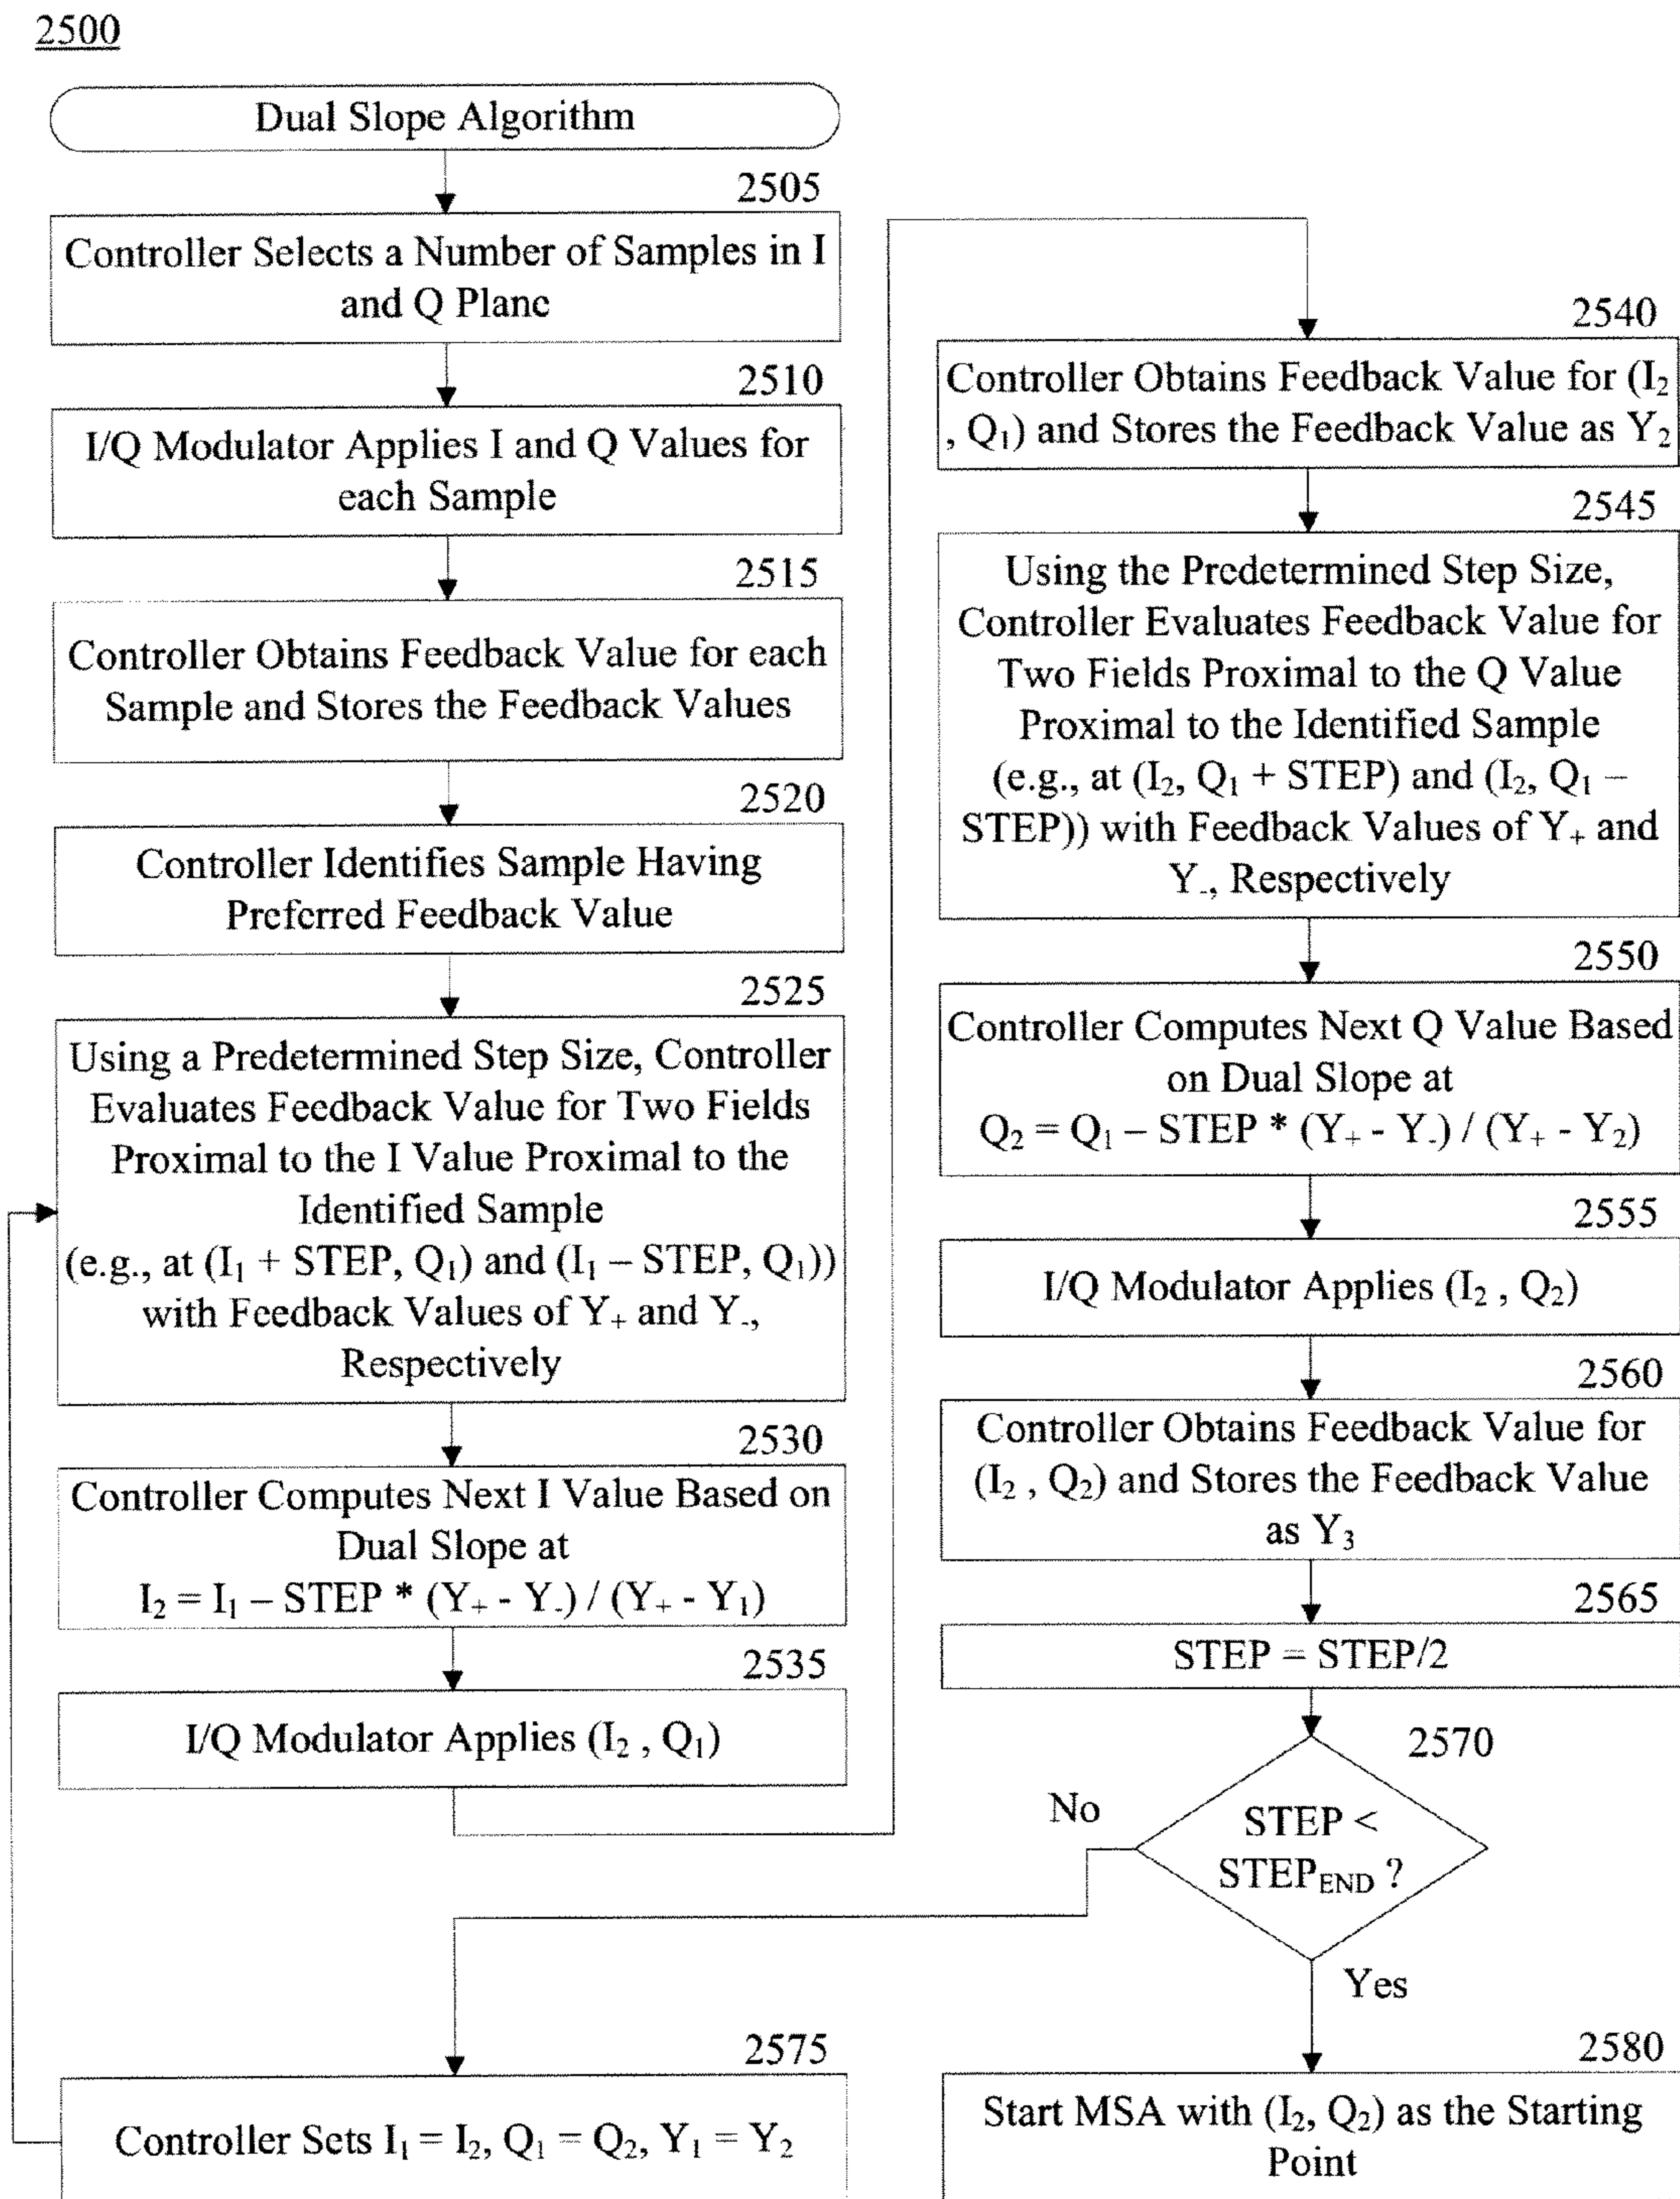 2500
Dual Slope Algorithm
2505
Controller Selects a Number of Samples in I
and Q Plane
2510
I/Q Modulator Applies I and Q Values for
each Sample
2515
Controller Obtains Feedback Value for each
Sample and Stores the Feedback Values
2520
Controller Identifies Sample Having
Preferred Feedback Value
2525
Using a Predetermined Step Size, Controller
Evaluates Feedback Value for Two Fields
Proximal to the I Value Proximal to the
Identified Sample
(e.g., at (I₁ + STEP, Q₁) and (I₁ – STEP, Q₁))
with Feedback Values of Y₊ and Y₋,
Respectively
2530
Controller Computes Next I Value Based on
Dual Slope at
I₂ = I₁ – STEP * (Y₊ - Y₋) / (Y₊ - Y₁)
2535
I/Q Modulator Applies (I₂ , Q₁)
2540
Controller Obtains Feedback Value for (I₂
, Q₁) and Stores the Feedback Value as Y₂
2545
Using the Predetermined Step Size,
Controller Evaluates Feedback Value for
Two Fields Proximal to the Q Value
Proximal to the Identified Sample
(e.g., at (I₂, Q₁ + STEP) and (I₂, Q₁ –
STEP)) with Feedback Values of Y₊ and
Y₋, Respectively
2550
Controller Computes Next Q Value Based
on Dual Slope at
Q₂ = Q₁ – STEP * (Y₊ - Y₋) / (Y₊ - Y₂)
2555
I/Q Modulator Applies (I₂ , Q₂)
2560
Controller Obtains Feedback Value for
(I₂ , Q₂) and Stores the Feedback Value
as Y₃
2565
STEP = STEP/2
2570
STEP <
STEP_END ?
No
Yes
2575
Controller Sets I₁ = I₂, Q₁ = Q₂, Y₁ = Y₂
2580
Start MSA with (I₂, Q₂) as the Starting
Point